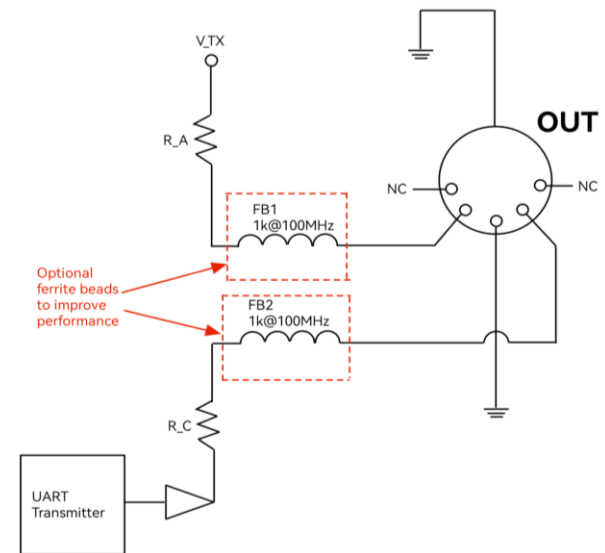 V_TX
OUT
R_A
NC
NC
FB1
1k@100MHz
Optional
ferrite beads
to improve
performance
FB2
1k@100MHz
R_C
UART
Transmitter